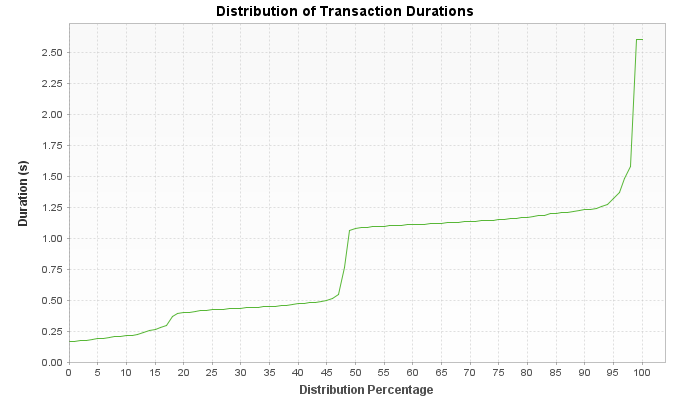 Distribution of Transaction Durations
Duration (s)
2.50
2.25
2.00
1.75
1.50
1.25
1.00
0.75
0.50
0.25
0.00
0 5 10 15 20 25 30 35 40 45 50 55 60 65 70 75 80 85 90 95 100
Distribution Percentage